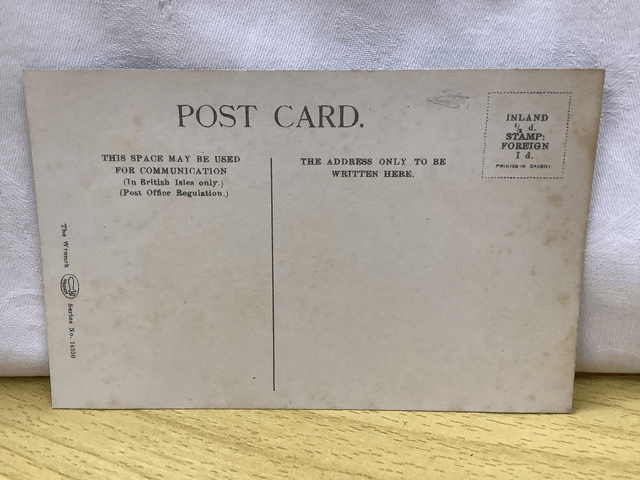 POST CARD.
THIS SPACE MAY BE USED
FOR COMMUNICATION
(In British Isles only.)
(Post Office Regulation.)
THE ADDRESS ONLY TO BE
WRITTEN HERE.
INLAND
½ d.
STAMP:
FOREIGN
1 d.
PRINTED IN SAXONY
The Wrench Series No. 14350